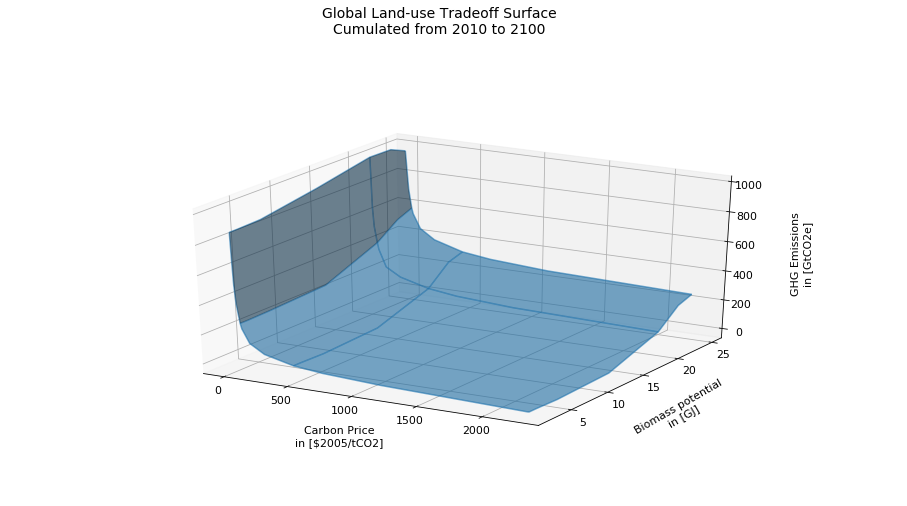 Global Land-use Tradeoff Surface
Cumulated from 2010 to 2100
1000
800
600
400
200
0
GHG Emissions
in [GtCO2e]
25
20
15
10
5
Biomass potential
in [GJ]
0
500
1000
1500
2000
Carbon Price
in [$2005/tCO2]